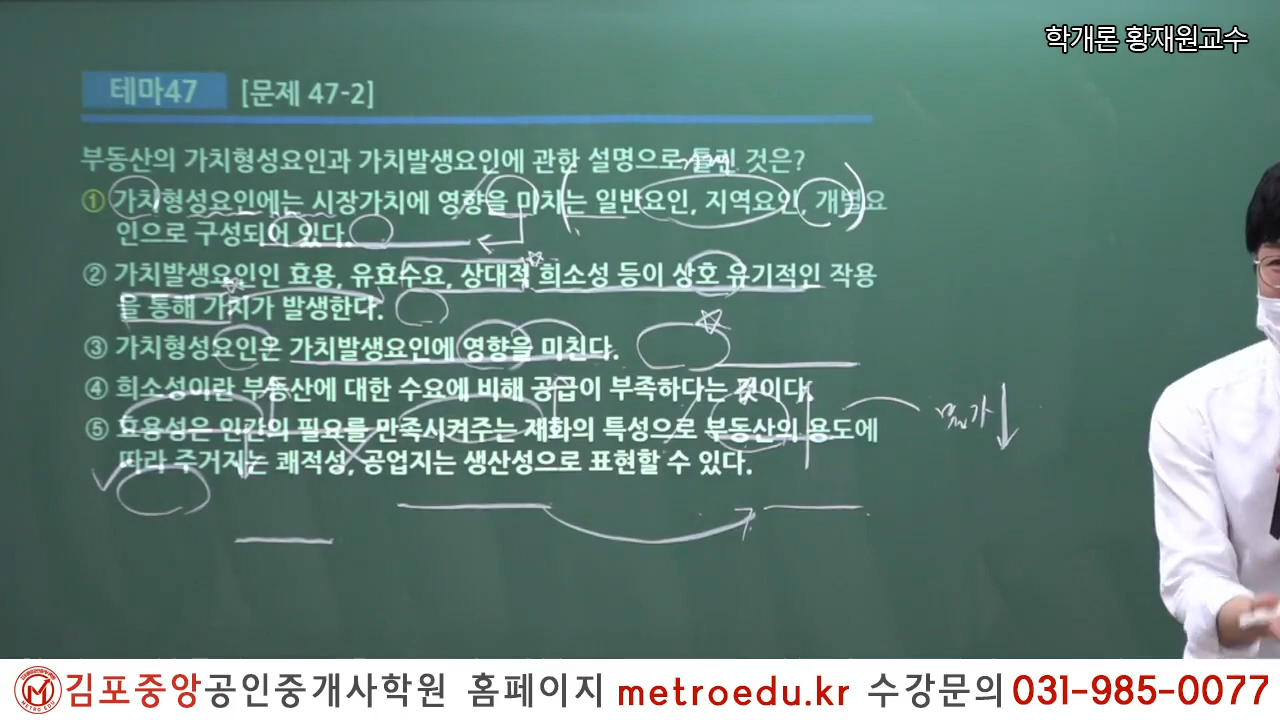 학개론 황재원교수
테마47 [문제 47-2]
부동산의 가치형성요인과 가치발생요인에 관한 설명으로 틀린 것은?
① 가치형성요인에는 시장가치에 영향을 미치는 일반요인, 지역요인, 개별요
인으로 구성되어 있다.
② 가치발생요인인 효용, 유효수요, 상대적 희소성 등이 상호 유기적인 작용
을 통해 가치가 발생한다.
③ 가치형성요인은 가치발생요인에 영향을 미친다.
④ 희소성이란 부동산에 대한 수요에 비해 공급이 부족하다는 것이다.
물가
⑤ 효용성은 인간의 필요를 만족시켜주는 재화의 특성으로 부동산의 용도에
따라 주거지는 쾌적성, 공업지는 생산성으로 표현할 수 있다.
METRO EDU
김포중앙공인중개사학원 홈페이지 metroedu.kr 수강문의 031-985-0077